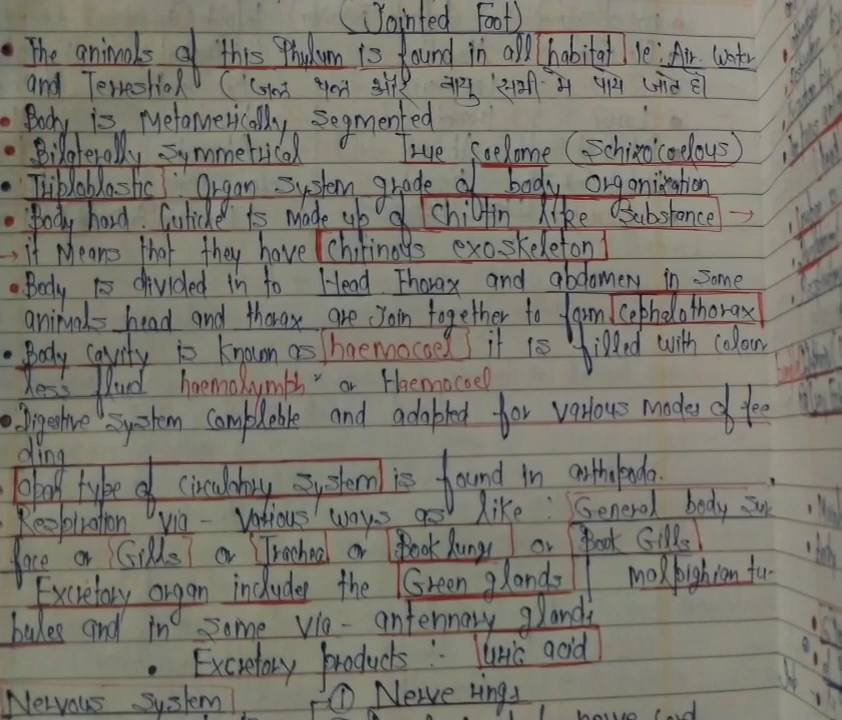 (Jointed Foot)
• The animals of this Phylum is found in all habitat ie: Air water
and Terrestial ( जल थल और वायु सभी मे पाये जाते हो
• Body is Metamerically segmented
• Bilaterally symmetrical True coelome (Schizocoelous)
• Triploblastic Organ system grade of body organization
• Body hard. Cuticle is made up of Chiltin like Substance →
→ it Means that they have chitinoys exoskeleton
• Body is divided in to Head Thorax and abdomen in some
animals head and thorax are Join together to form Cephalothorax
• Body cavity is known as haemocoel it is filled with colour
less fluid haemolymph" or Haemocoel
• Digestive system complete and adapted for various modes of fee
ding
Open type of circulatory system is found in arthopoda.
Respiration via - Various ways as like : General body sur
face or Gills or Trachea or Book lungs or Book Gills
Excretory organ includes the Green glands malpighian tu-
bules and in some via - antennary glands
• Excretory products :- uric acid
Nervous system ① Nerve rings